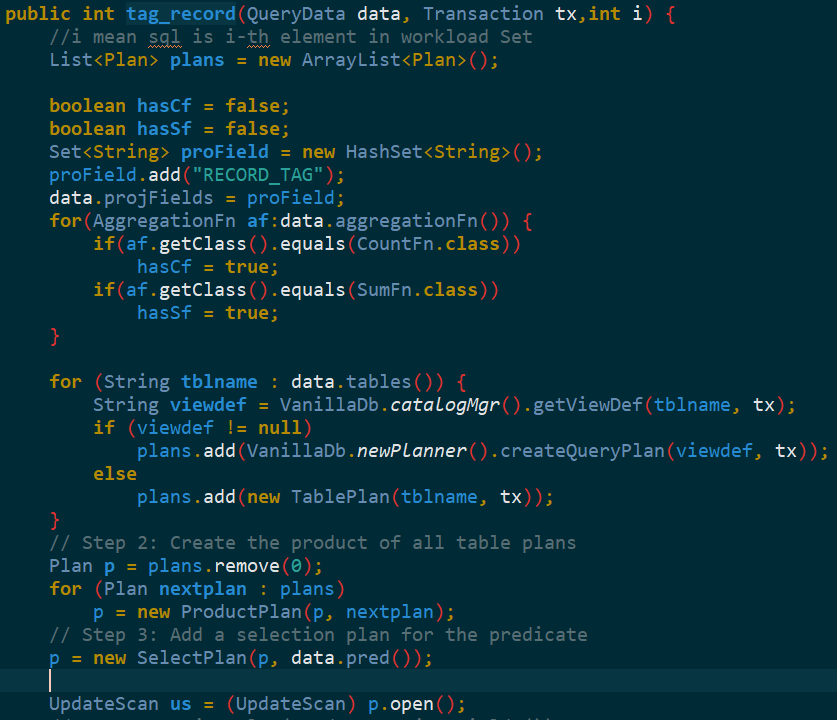 public int tag_record(QueryData data, Transaction tx,int i) {
    //i mean sql is i-th element in workload Set
    List<Plan> plans = new ArrayList<Plan>();

    boolean hasCf = false;
    boolean hasSf = false;
    Set<String> proField = new HashSet<String>();
    proField.add("RECORD_TAG");
    data.projFields = proField;
    for(AggregationFn af:data.aggregationFn()) {
        if(af.getClass().equals(CountFn.class))
            hasCf = true;
        if(af.getClass().equals(SumFn.class))
            hasSf = true;
    }

    for (String tblname : data.tables()) {
        String viewdef = VanillaDb.catalogMgr().getViewDef(tblname, tx);
        if (viewdef != null)
            plans.add(VanillaDb.newPlanner().createQueryPlan(viewdef, tx));
        else
            plans.add(new TablePlan(tblname, tx));
    }
    // Step 2: Create the product of all table plans
    Plan p = plans.remove(0);
    for (Plan nextplan : plans)
        p = new ProductPlan(p, nextplan);
    // Step 3: Add a selection plan for the predicate
    p = new SelectPlan(p, data.pred());

    UpdateScan us = (UpdateScan) p.open();